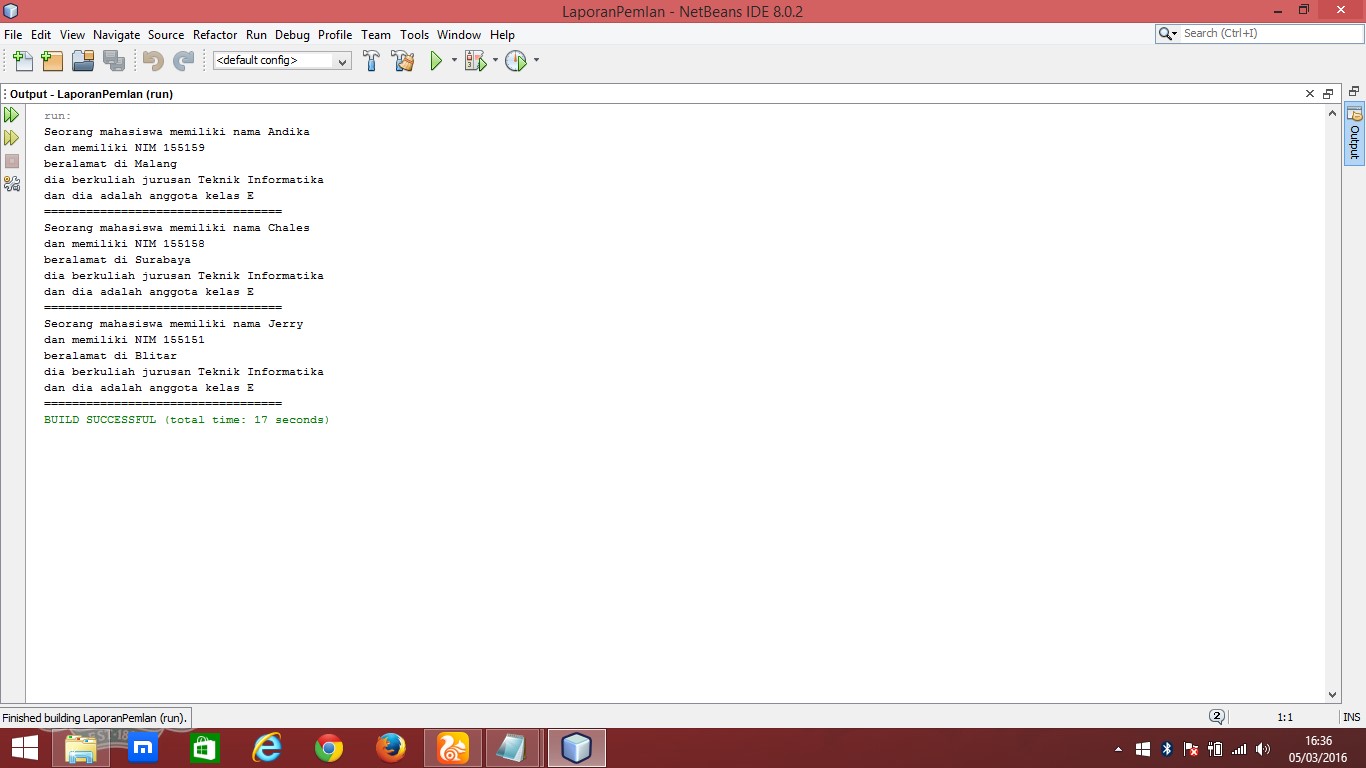 LaporanPemlan - NetBeans IDE 8.0.2
File Edit View Navigate Source Refactor Run Debug Profile Team Tools Window Help
Search (Ctrl+I)
<default config>
Output - LaporanPemlan (run)
Output
run:
Seorang mahasiswa memiliki nama Andika
dan memiliki NIM 155159
beralamat di Malang
dia berkuliah jurusan Teknik Informatika
dan dia adalah anggota kelas E
==================================
Seorang mahasiswa memiliki nama Chales
dan memiliki NIM 155158
beralamat di Surabaya
dia berkuliah jurusan Teknik Informatika
dan dia adalah anggota kelas E
==================================
Seorang mahasiswa memiliki nama Jerry
dan memiliki NIM 155151
beralamat di Blitar
dia berkuliah jurusan Teknik Informatika
dan dia adalah anggota kelas E
==================================
BUILD SUCCESSFUL (total time: 17 seconds)
Finished building LaporanPemlan (run).
2
1:1
INS
16:36
05/03/2016